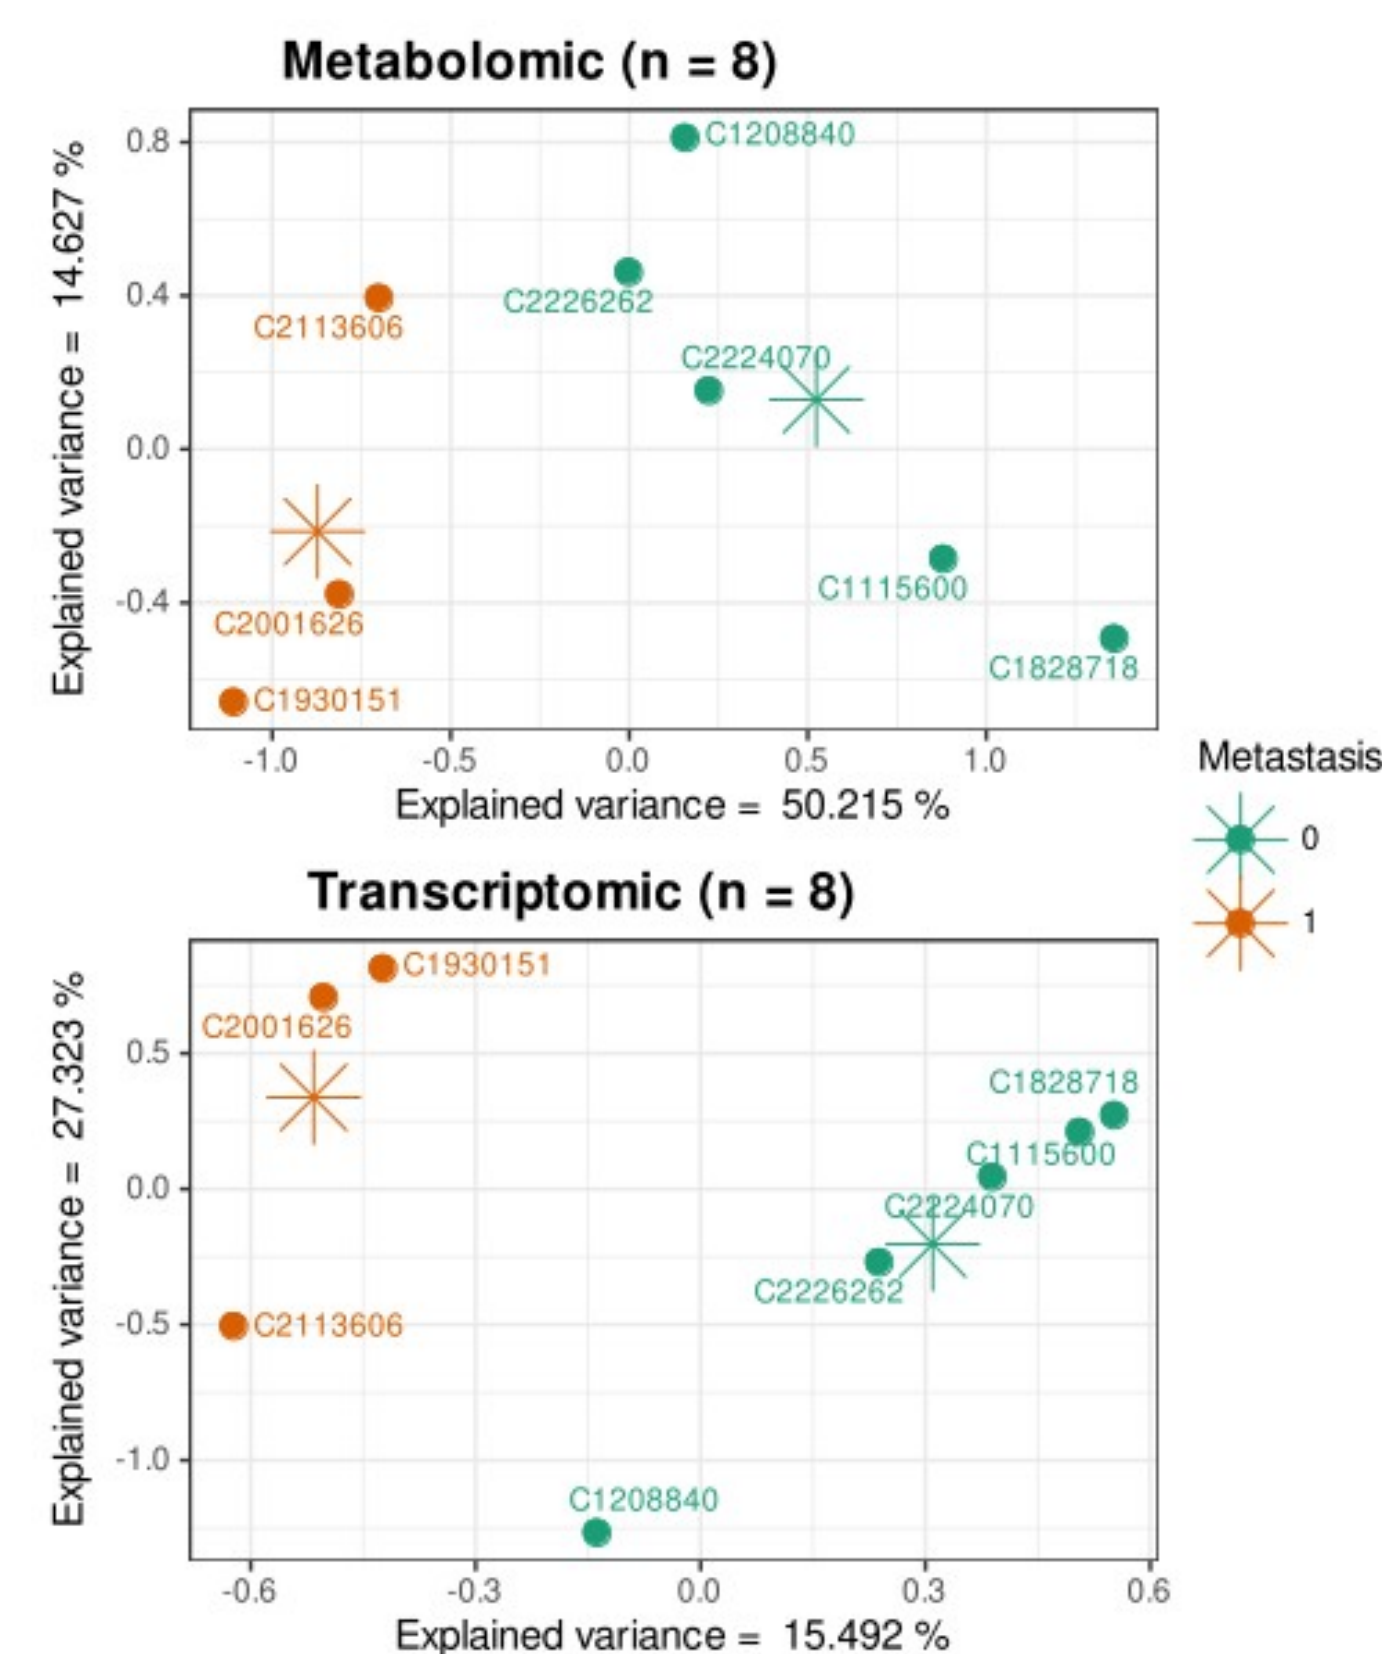 Metabolomic (n = 8)
Explained variance =  14.627 %
0.8
0.4
0.0
-0.4
C1208840
C2226262
C2113606
C2224070
C1115600
C2001626
C1828718
C1930151
-1.0
-0.5
0.0
0.5
1.0
Explained variance =  50.215 %
Metastasis
0
1
Transcriptomic (n = 8)
Explained variance =  27.323 %
0.5
0.0
-0.5
-1.0
C1930151
C2001626
C1828718
C1115600
C2224070
C2226262
C2113606
C1208840
-0.6
-0.3
0.0
0.3
0.6
Explained variance =  15.492 %